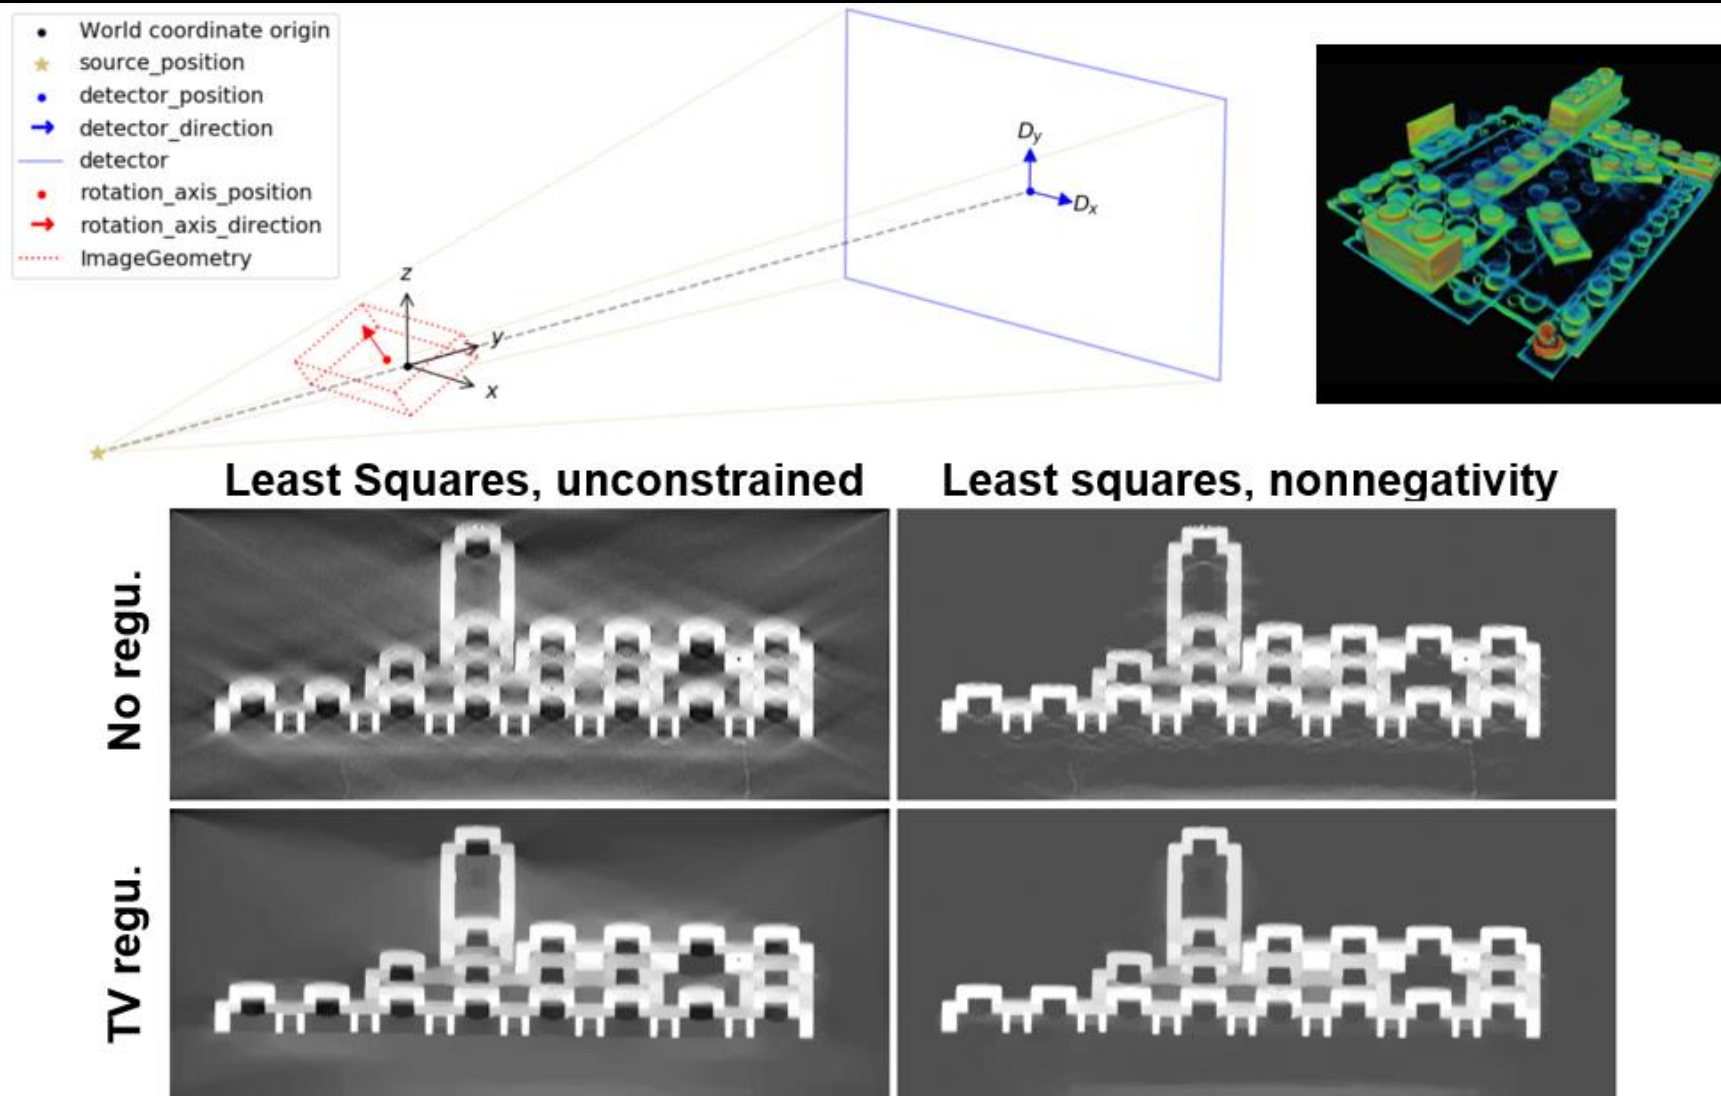 World coordinate origin
source_position
detector_position
detector_direction
detector
rotation_axis_position
rotation_axis_direction
ImageGeometry
z
y
x
Dy
Dx
Least Squares, unconstrained
Least squares, nonnegativity
No regu.
TV regu.